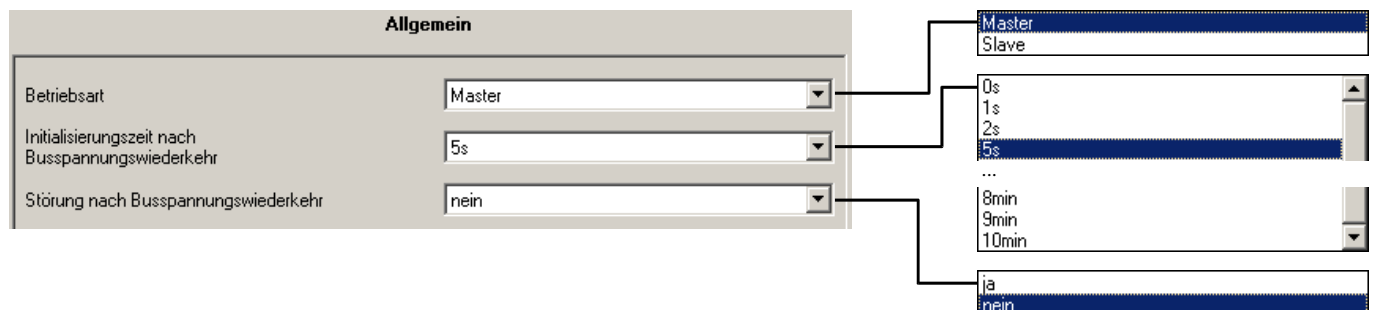 Allgemein
Betriebsart
Master
Initialisierungszeit nach
Busspannungswiederkehr
5s
Störung nach Busspannungswiederkehr
nein
Master
Slave
0s
1s
2s
5s
...
8min
9min
10min
ja
nein